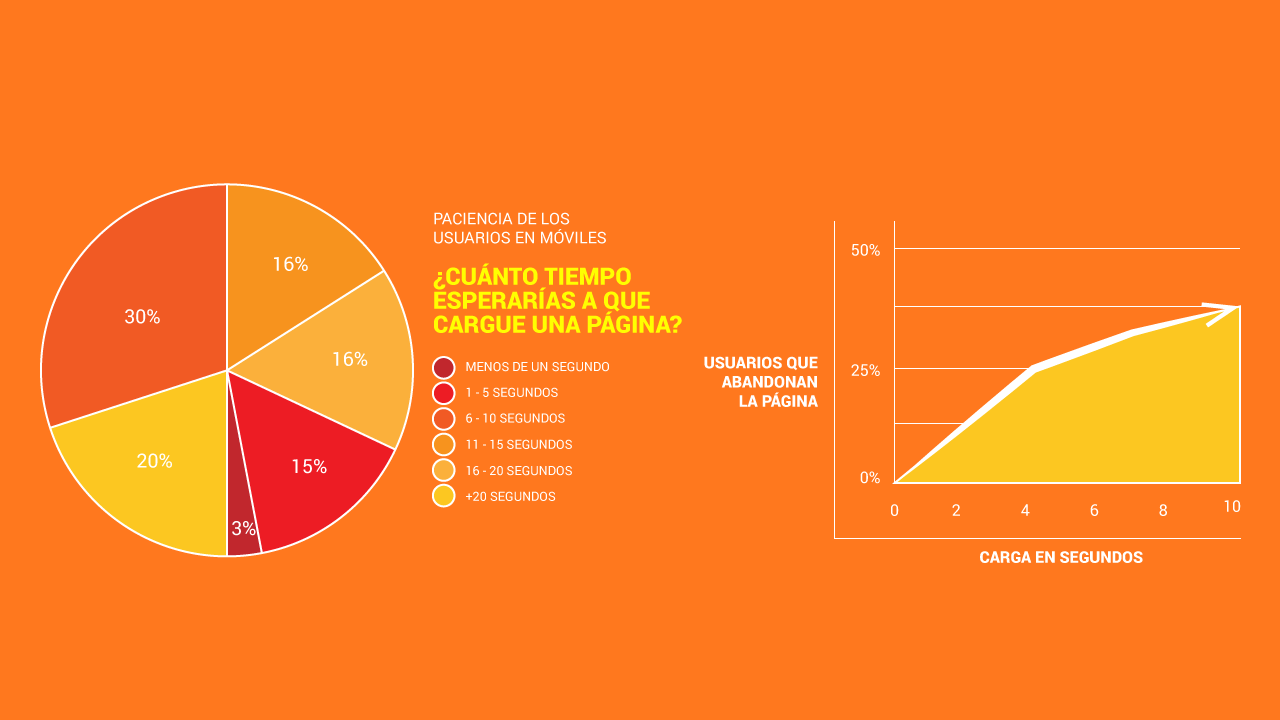 16%
16%
15%
3%
20%
30%
PACIENCIA DE LOS
USUARIOS EN MÓVILES
¿CUÁNTO TIEMPO
ESPERARÍAS A QUE
CARGUE UNA PÁGINA?
MENOS DE UN SEGUNDO
1 - 5 SEGUNDOS
6 - 10 SEGUNDOS
11 - 15 SEGUNDOS
16 - 20 SEGUNDOS
+20 SEGUNDOS
USUARIOS QUE
ABANDONAN
LA PÁGINA
50%
25%
0%
0 2 4 6 8 10
CARGA EN SEGUNDOS